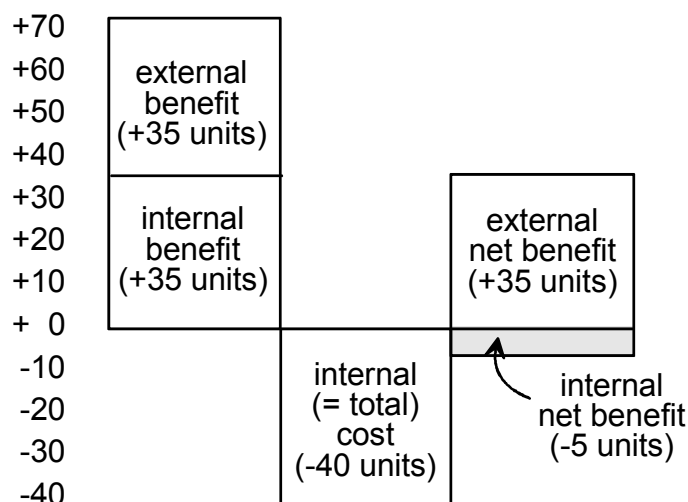 +70
+60
+50
+40
+30
+20
+10
+ 0
-10
-20
-30
-40
external
benefit
(+35 units)
internal
benefit
(+35 units)
internal
(= total)
cost
(-40 units)
external
net benefit
(+35 units)
internal
net benefit
(-5 units)